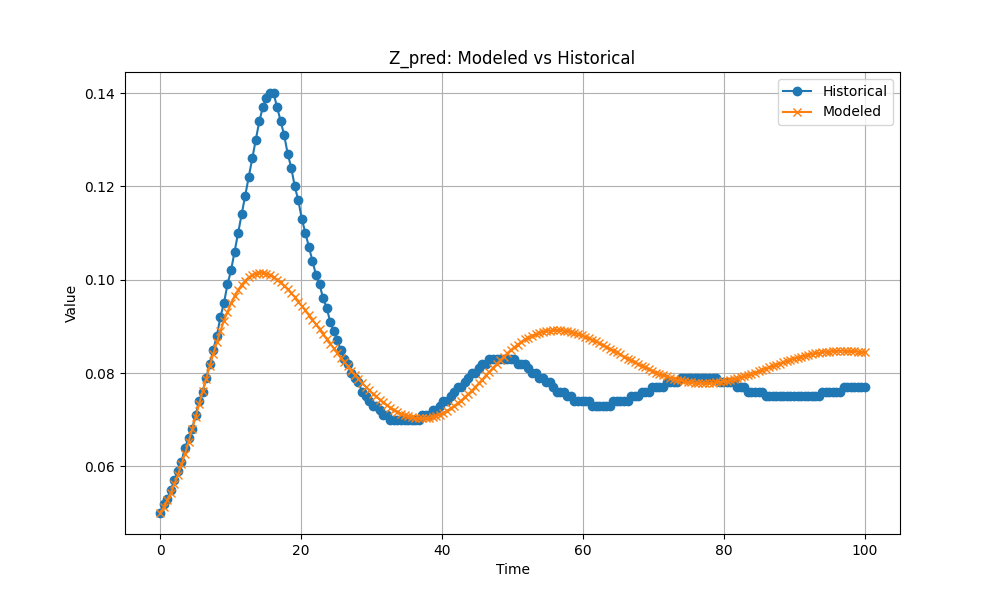 Z_pred: Modeled vs Historical
Historical
Modeled
Value
0.14
0.12
0.10
0.08
0.06
0
20
40
60
80
100
Time